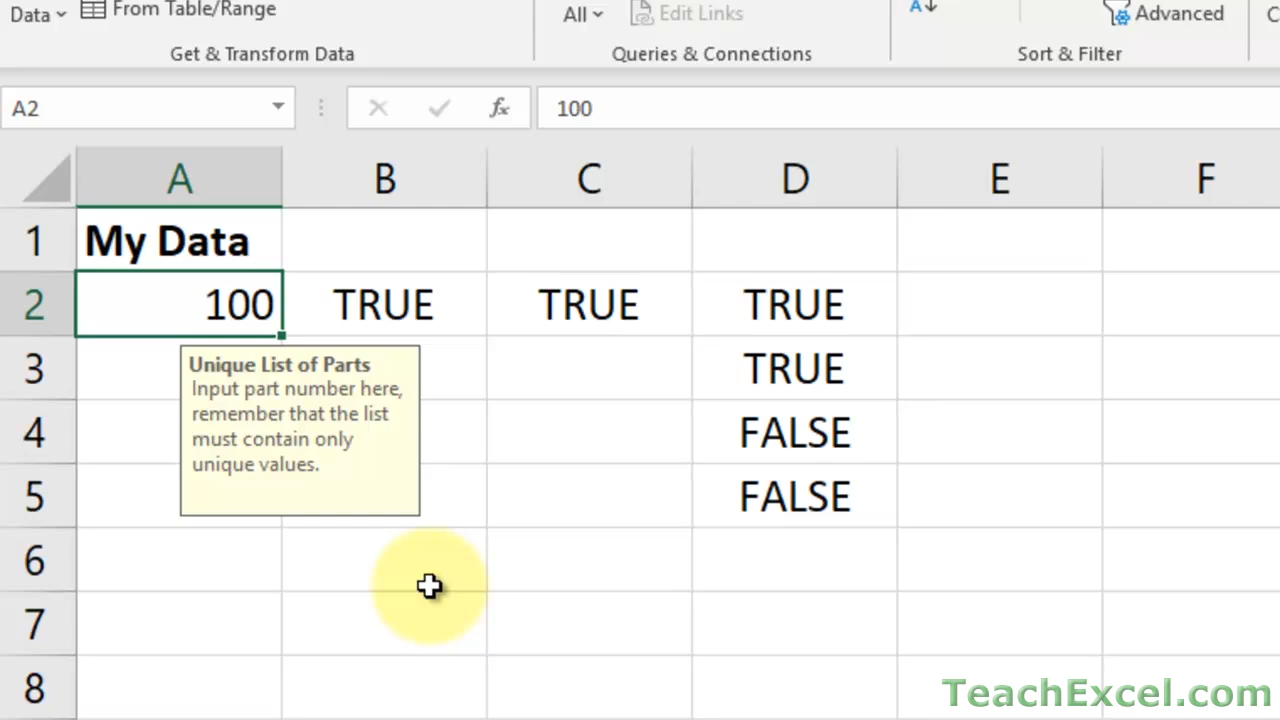 Data From Table/Range All Edit Links Advanced
Get & Transform Data Queries & Connections Sort & Filter
A2 fx 100
A B C D E F
1 My Data
2 100 TRUE TRUE TRUE
3 TRUE
4 FALSE
5 FALSE
Unique List of Parts
Input part number here,
remember that the list
must contain only
unique values.
6
7
8
TeachExcel.com